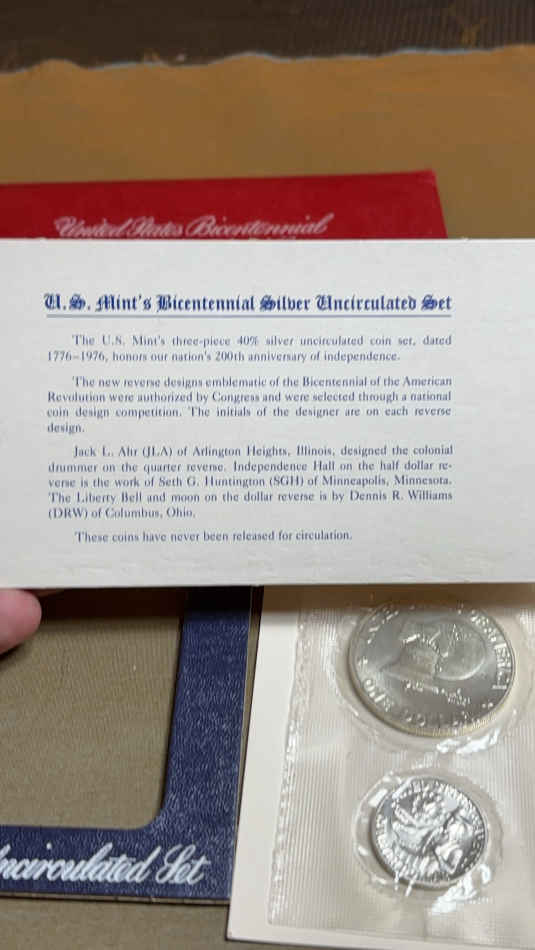 United States Bicentennial
U.S. Mint's Bicentennial Silver Uncirculated Set
The U.S. Mint's three-piece 40% silver uncirculated coin set, dated
1776–1976, honors our nation's 200th anniversary of independence.
The new reverse designs emblematic of the Bicentennial of the American
Revolution were authorized by Congress and were selected through a national
coin design competition. The initials of the designer are on each reverse
design.
Jack L. Ahr (JLA) of Arlington Heights, Illinois, designed the colonial
drummer on the quarter reverse. Independence Hall on the half dollar re-
verse is the work of Seth G. Huntington (SGH) of Minneapolis, Minnesota.
The Liberty Bell and moon on the dollar reverse is by Dennis R. Williams
(DRW) of Columbus, Ohio.
These coins have never been released for circulation.
ncirculated Set